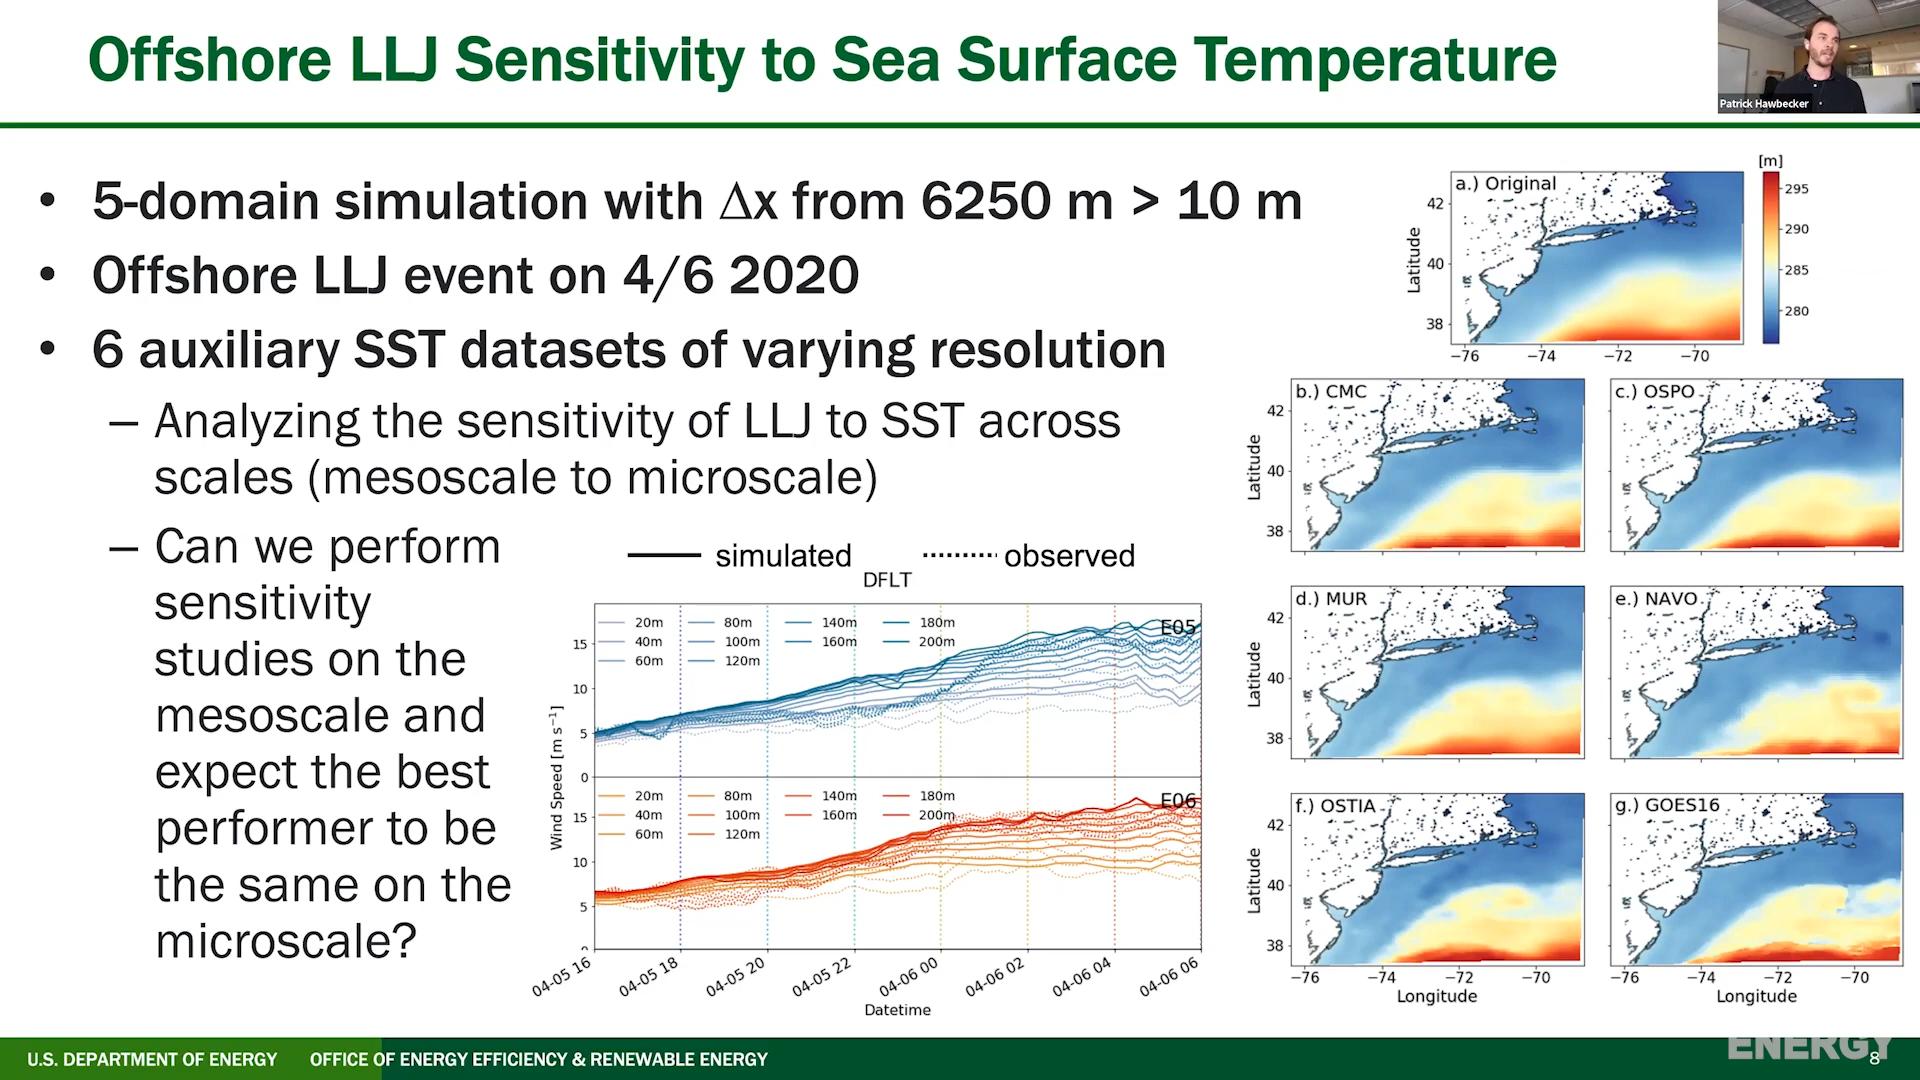 Offshore LLJ Sensitivity to Sea Surface Temperature
Patrick Hawbecker
• 5-domain simulation with Δx from 6250 m > 10 m
• Offshore LLJ event on 4/6 2020
• 6 auxiliary SST datasets of varying resolution
– Analyzing the sensitivity of LLJ to SST across
scales (mesoscale to microscale)
– Can we perform
sensitivity
studies on the
mesoscale and
expect the best
performer to be
the same on the
microscale?
simulated observed
DFLT
20m 80m 140m 180m
40m 100m 160m 200m
60m 120m
E05
15
10
5
0
Wind Speed [m s⁻¹]
20m 80m 140m 180m
40m 100m 160m 200m
60m 120m
E06
15
10
5
04-05 16 04-05 18 04-05 20 04-05 22 04-06 00 04-06 02 04-06 04 04-06 06
Datetime
[m]
a.) Original
295
290
285
280
Latitude
42
40
38
−76 −74 −72 −70
b.) CMC
Latitude
42
40
38
c.) OSPO
d.) MUR
Latitude
42
40
38
e.) NAVO
f.) OSTIA
Latitude
42
40
38
−76 −74 −72 −70
Longitude
g.) GOES16
−76 −74 −72 −70
Longitude
U.S. DEPARTMENT OF ENERGY OFFICE OF ENERGY EFFICIENCY & RENEWABLE ENERGY
ENERGY
8